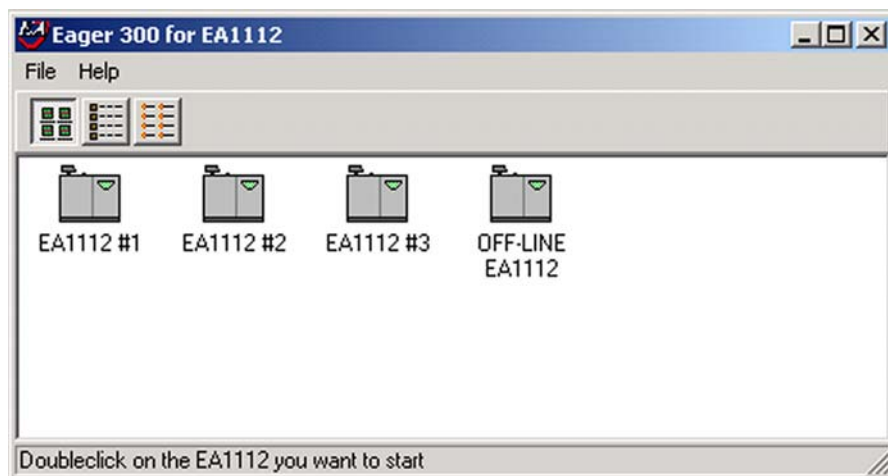 Eager 300 for EA1112
File Help
EA1112 #1 EA1112 #2 EA1112 #3 OFF-LINE
EA1112
Doubleclick on the EA1112 you want to start